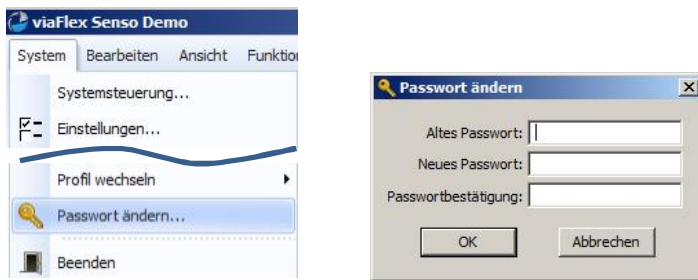 viaFlex Senso Demo
System Bearbeiten Ansicht Funktion
Systemsteuerung...
Einstellungen...
Profil wechseln
Passwort ändern...
Beenden
Passwort ändern
Altes Passwort:
Neues Passwort:
Passwortbestätigung:
OK Abbrechen